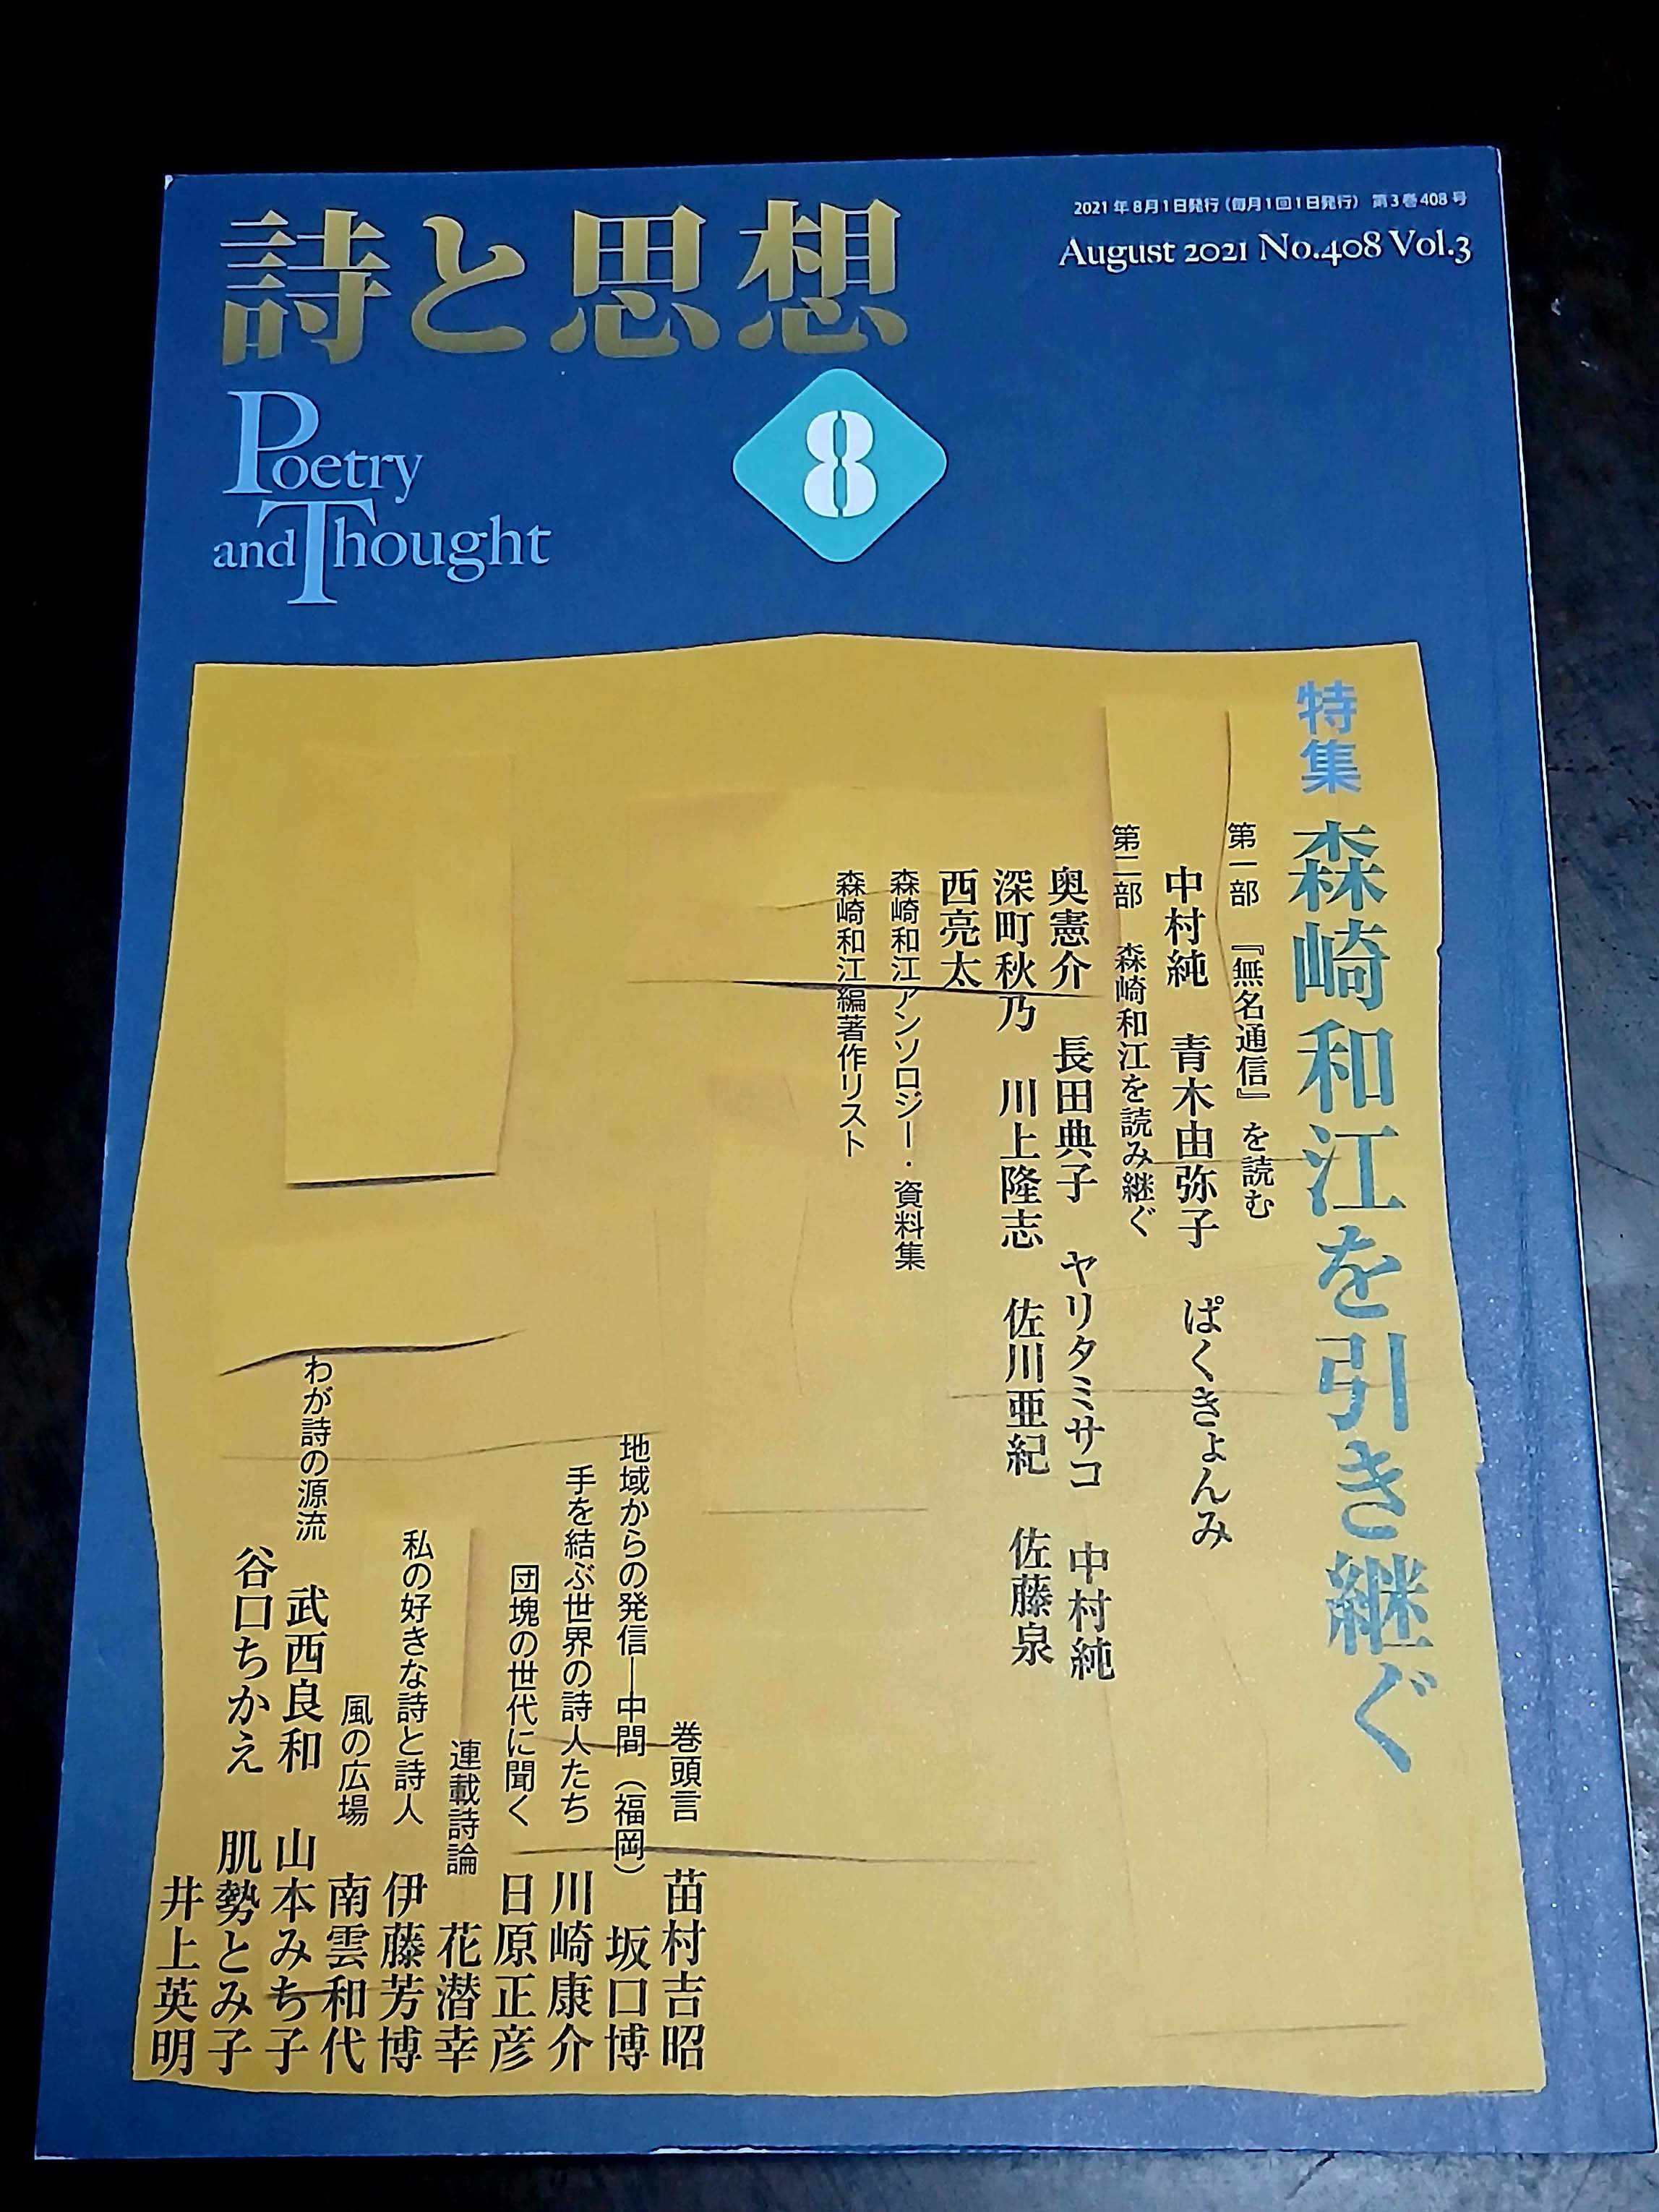 2021年8月1日発行（毎月1回1日発行） 第3巻408号
August 2021 No.408 Vol.3
詩と思想
Poetry
and Thought
8
特集 森崎和江を引き継ぐ
第一部 『無名通信』を読む
中村純 青木由弥子 ぱくきょんみ
第二部 森崎和江を読み継ぐ
奥憲介 長田典子 ヤリタミサコ 中村純
深町秋乃 川上隆志 佐川亜紀 佐藤泉
西亮太
森崎和江アンソロジー・資料集
森崎和江編著作リスト
巻頭言 苗村吉昭
地域からの発信―中間（福岡） 坂口博
手を結ぶ世界の詩人たち 川崎康介
団塊の世代に聞く 日原正彦
連載詩論 花潜幸
私の好きな詩と詩人 伊藤芳博
風の広場 南雲和代
わが詩の源流 武西良和 山本みち子
谷口ちかえ 肌勢とみ子
井上英明